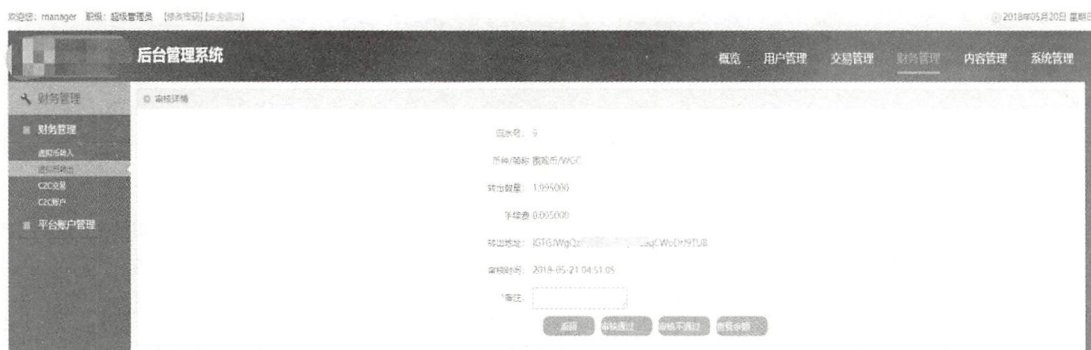 欢迎您: manager 职级: 超级管理员 [修改密码] [安全退出]
2018年05月20日 星期
后台管理系统
概览 用户管理 交易管理 财务管理 内容管理 系统管理
财务管理
审核详情
财务管理
虚拟币转入
虚拟币转出
C2C交易
C2C账户
平台账户管理
流水号: 9
币种/简称 /WGC
转出数量: 1.995000
手续费 0.005000
转出地址:
审核时间: 2018-05-21 04:51:05
*备注:
返回 审核通过 审核不通过 查看余额